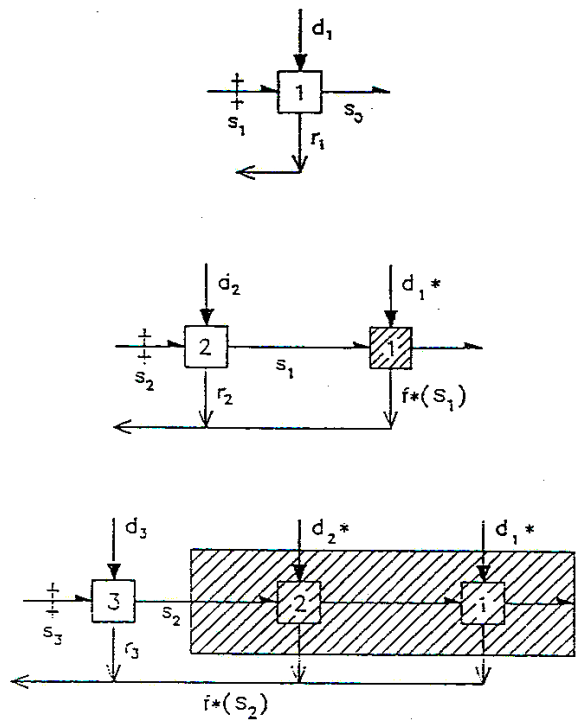 d₁
1
s₁ s₀
r₁
d₂ d₁*
2 1
s₂ s₁
r₂ f*(s₁)
d₃ d₂* d₁*
3 2 1
s₃ s₂
r₃
f*(s₂)